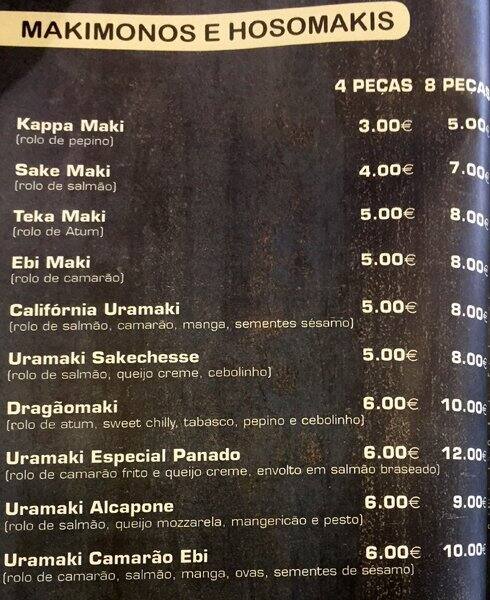 MAKIMONOS E HOSOMAKIS
4 PEÇAS 8 PEÇAS
Kappa Maki 3.00€ 5.00€
(rolo de pepino)
Sake Maki 4.00€ 7.00€
(rolo de salmão)
Teka Maki 5.00€ 8.00€
(rolo de Atum)
Ebi Maki 5.00€ 8.00€
(rolo de camarão)
Califórnia Uramaki 5.00€ 8.00€
(rolo de salmão, camarão, manga, sementes sésamo)
Uramaki Sakechesse 5.00€ 8.00€
(rolo de salmão, queijo creme, cebolinho)
Dragãomaki 6.00€ 10.00€
(rolo de atum, sweet chilly, tabasco, pepino e cebolinho)
Uramaki Especial Panado 6.00€ 12.00€
(rolo de camarão frito e queijo creme, envolto em salmão braseado)
Uramaki Alcapone 6.00€ 9.00€
(rolo de salmão, queijo mozzarela, mangericão e pesto)
Uramaki Camarão Ebi 6.00€ 10.00€
(rolo de camarão, salmão, manga, ovas, sementes de sésamo)